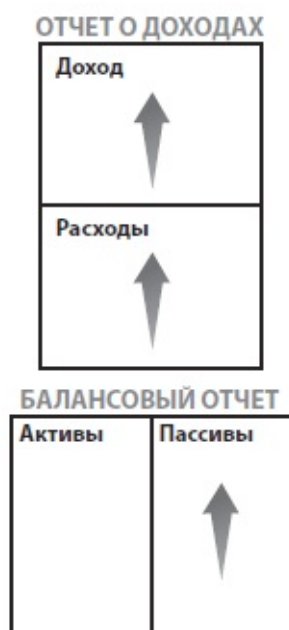 ОТЧЕТ О ДОХОДАХ
Доход
Расходы
БАЛАНСОВЫЙ ОТЧЕТ
Активы Пассивы